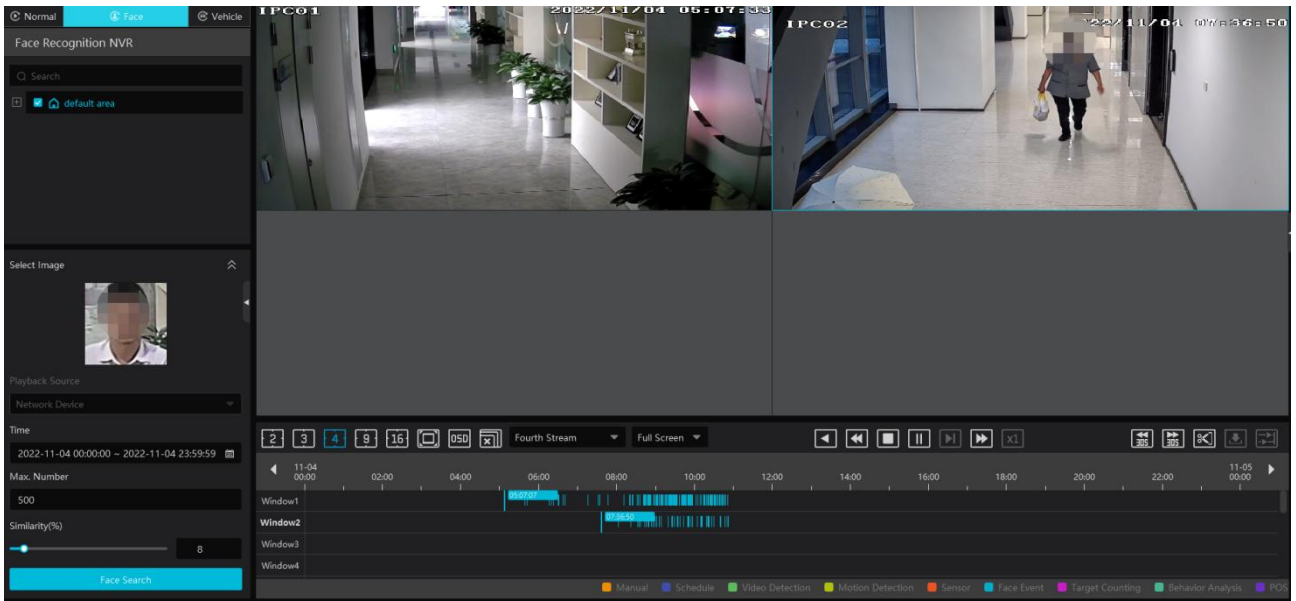 Normal Face Vehicle
Face Recognition NVR
Search
default area
Select Image
Playback Source
Network Device
Time
2022-11-04 00:00:00 ~ 2022-11-04 23:59:59
Max. Number
500
Similarity(%)
8
Face Search
IPC01 2022/11/04 05:07:33
IPC02 22/11/04 07:36:50
2 3 4 9 16 OSD Fourth Stream Full Screen x1 30S 30S
11-04 11-05
00:00 02:00 04:00 06:00 08:00 10:00 12:00 14:00 16:00 18:00 20:00 22:00 00:00
Window1 05:07:07
Window2 07:36:50
Window3
Window4
Manual Schedule Video Detection Motion Detection Sensor Face Event Target Counting Behavior Analysis POS